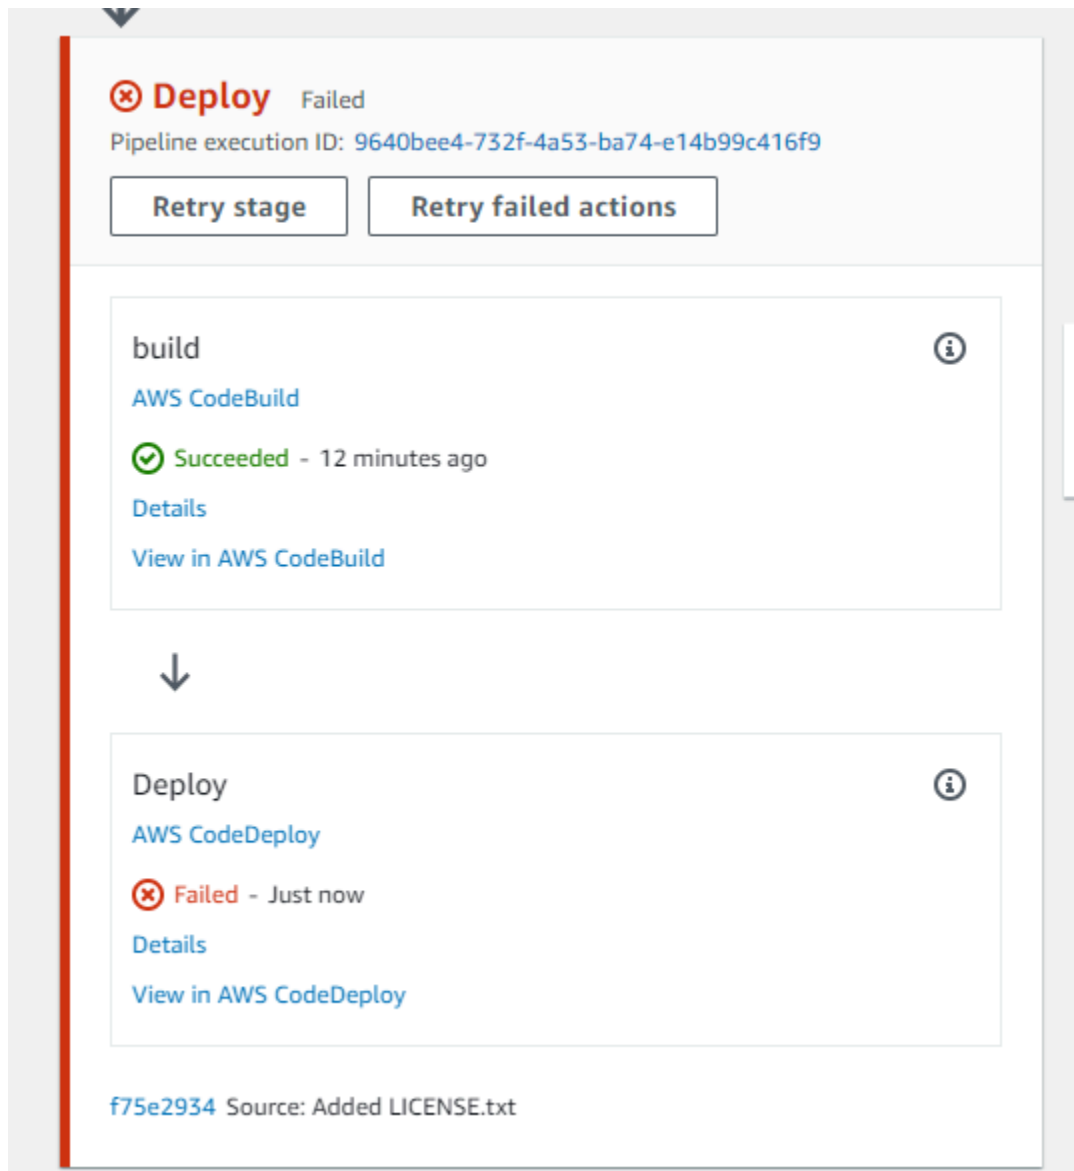 Deploy Failed
Pipeline execution ID: 9640bee4-732f-4a53-ba74-e14b99c416f9
Retry stage Retry failed actions
build
AWS CodeBuild
Succeeded - 12 minutes ago
Details
View in AWS CodeBuild
Deploy
AWS CodeDeploy
Failed - Just now
Details
View in AWS CodeDeploy
f75e2934 Source: Added LICENSE.txt